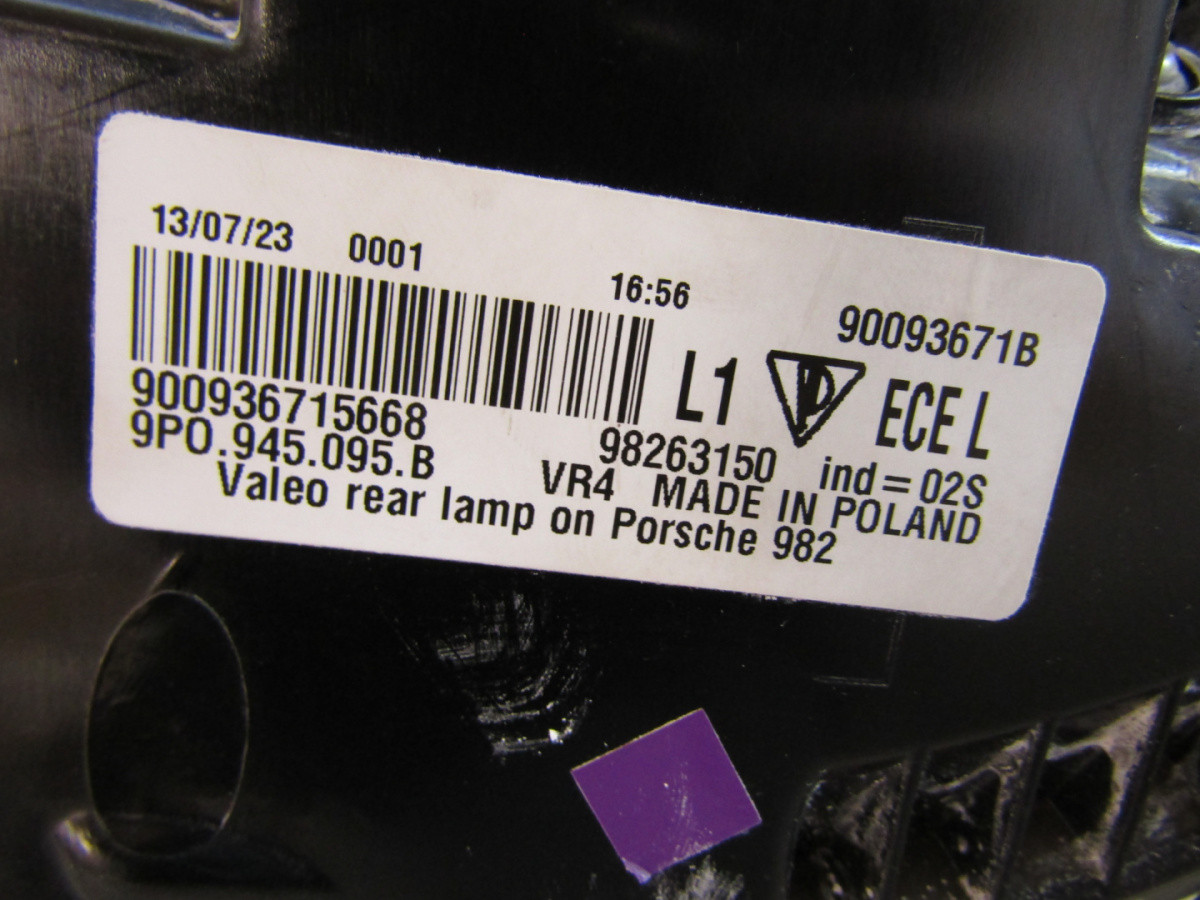 13/07/23 0001 16:56
90093671B
L1 ECE L
900936715668 98263150 ind = 02S
9P0.945.095.B VR4 MADE IN POLAND
Valeo rear lamp on Porsche 982